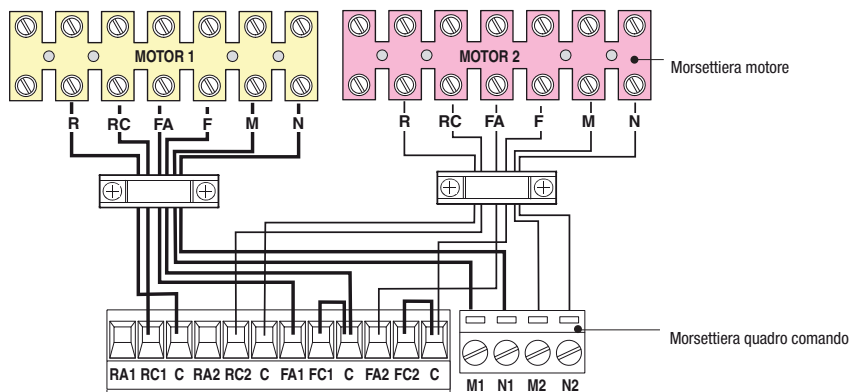 MOTOR 1
MOTOR 2
Morsettiera motore
R RC FA F M N
R RC FA F M N
Morsettiera quadro comando
RA1 RC1 C RA2 RC2 C FA1 FC1 C FA2 FC2 C
M1 N1 M2 N2